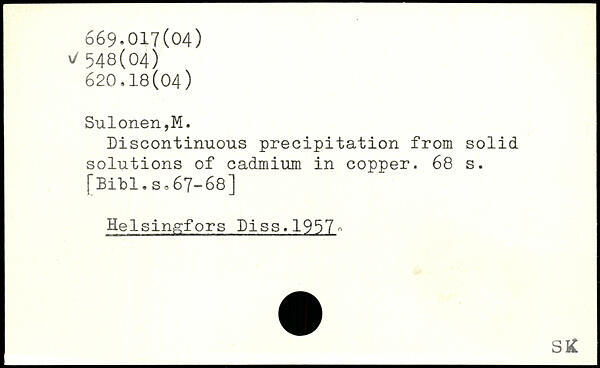 669.017(04)
✓ 548(04)
620.18(04)
Sulonen,M.
Discontinuous precipitation from solid
solutions of cadmium in copper. 68 s.
[Bibl.s.67-68]
Helsingfors Diss.1957.
SK